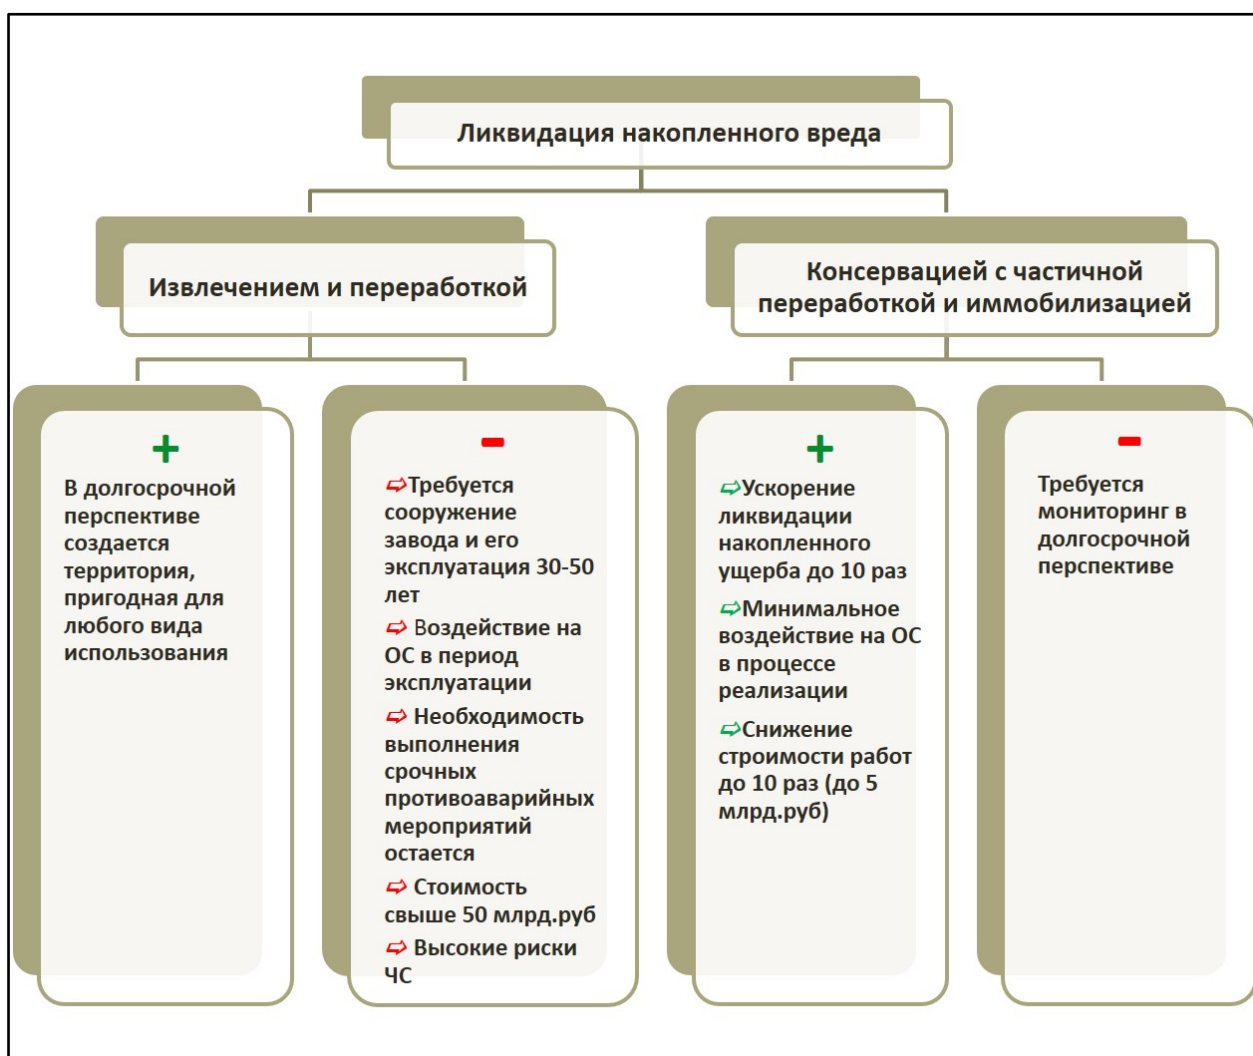 Ликвидация накопленного вреда
Извлечением и переработкой
Консервацией с частичной
переработкой и иммобилизацией
+
В долгосрочной
перспективе
создается
территория,
пригодная для
любого вида
использования
-
⇨Требуется
сооружение
завода и его
эксплуатация 30-50
лет
⇨ Воздействие на
ОС в период
эксплуатации
⇨ Необходимость
выполнения
срочных
противоаварийных
мероприятий
остается
⇨ Стоимость
свыше 50 млрд.руб
⇨ Высокие риски
ЧС
+
⇨Ускорение
ликвидации
накопленного
ущерба до 10 раз
⇨Минимальное
воздействие на ОС
в процессе
реализации
⇨Снижение
строимости работ
до 10 раз (до 5
млрд.руб)
-
Требуется
мониторинг в
долгосрочной
перспективе